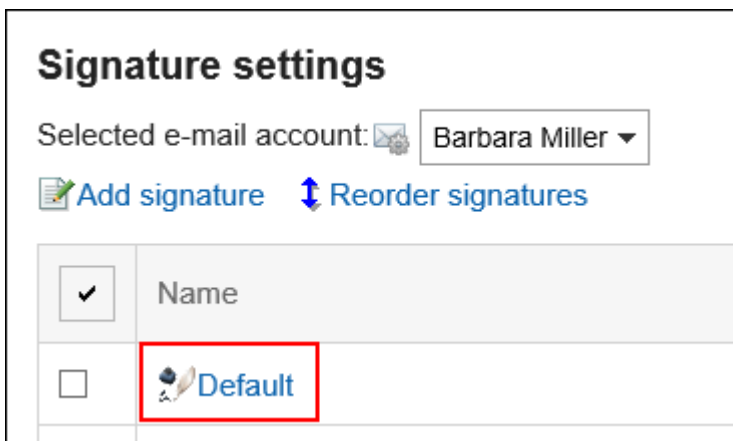 Signature settings
Selected e-mail account: Barbara Miller
Add signature Reorder signatures
Name
Default